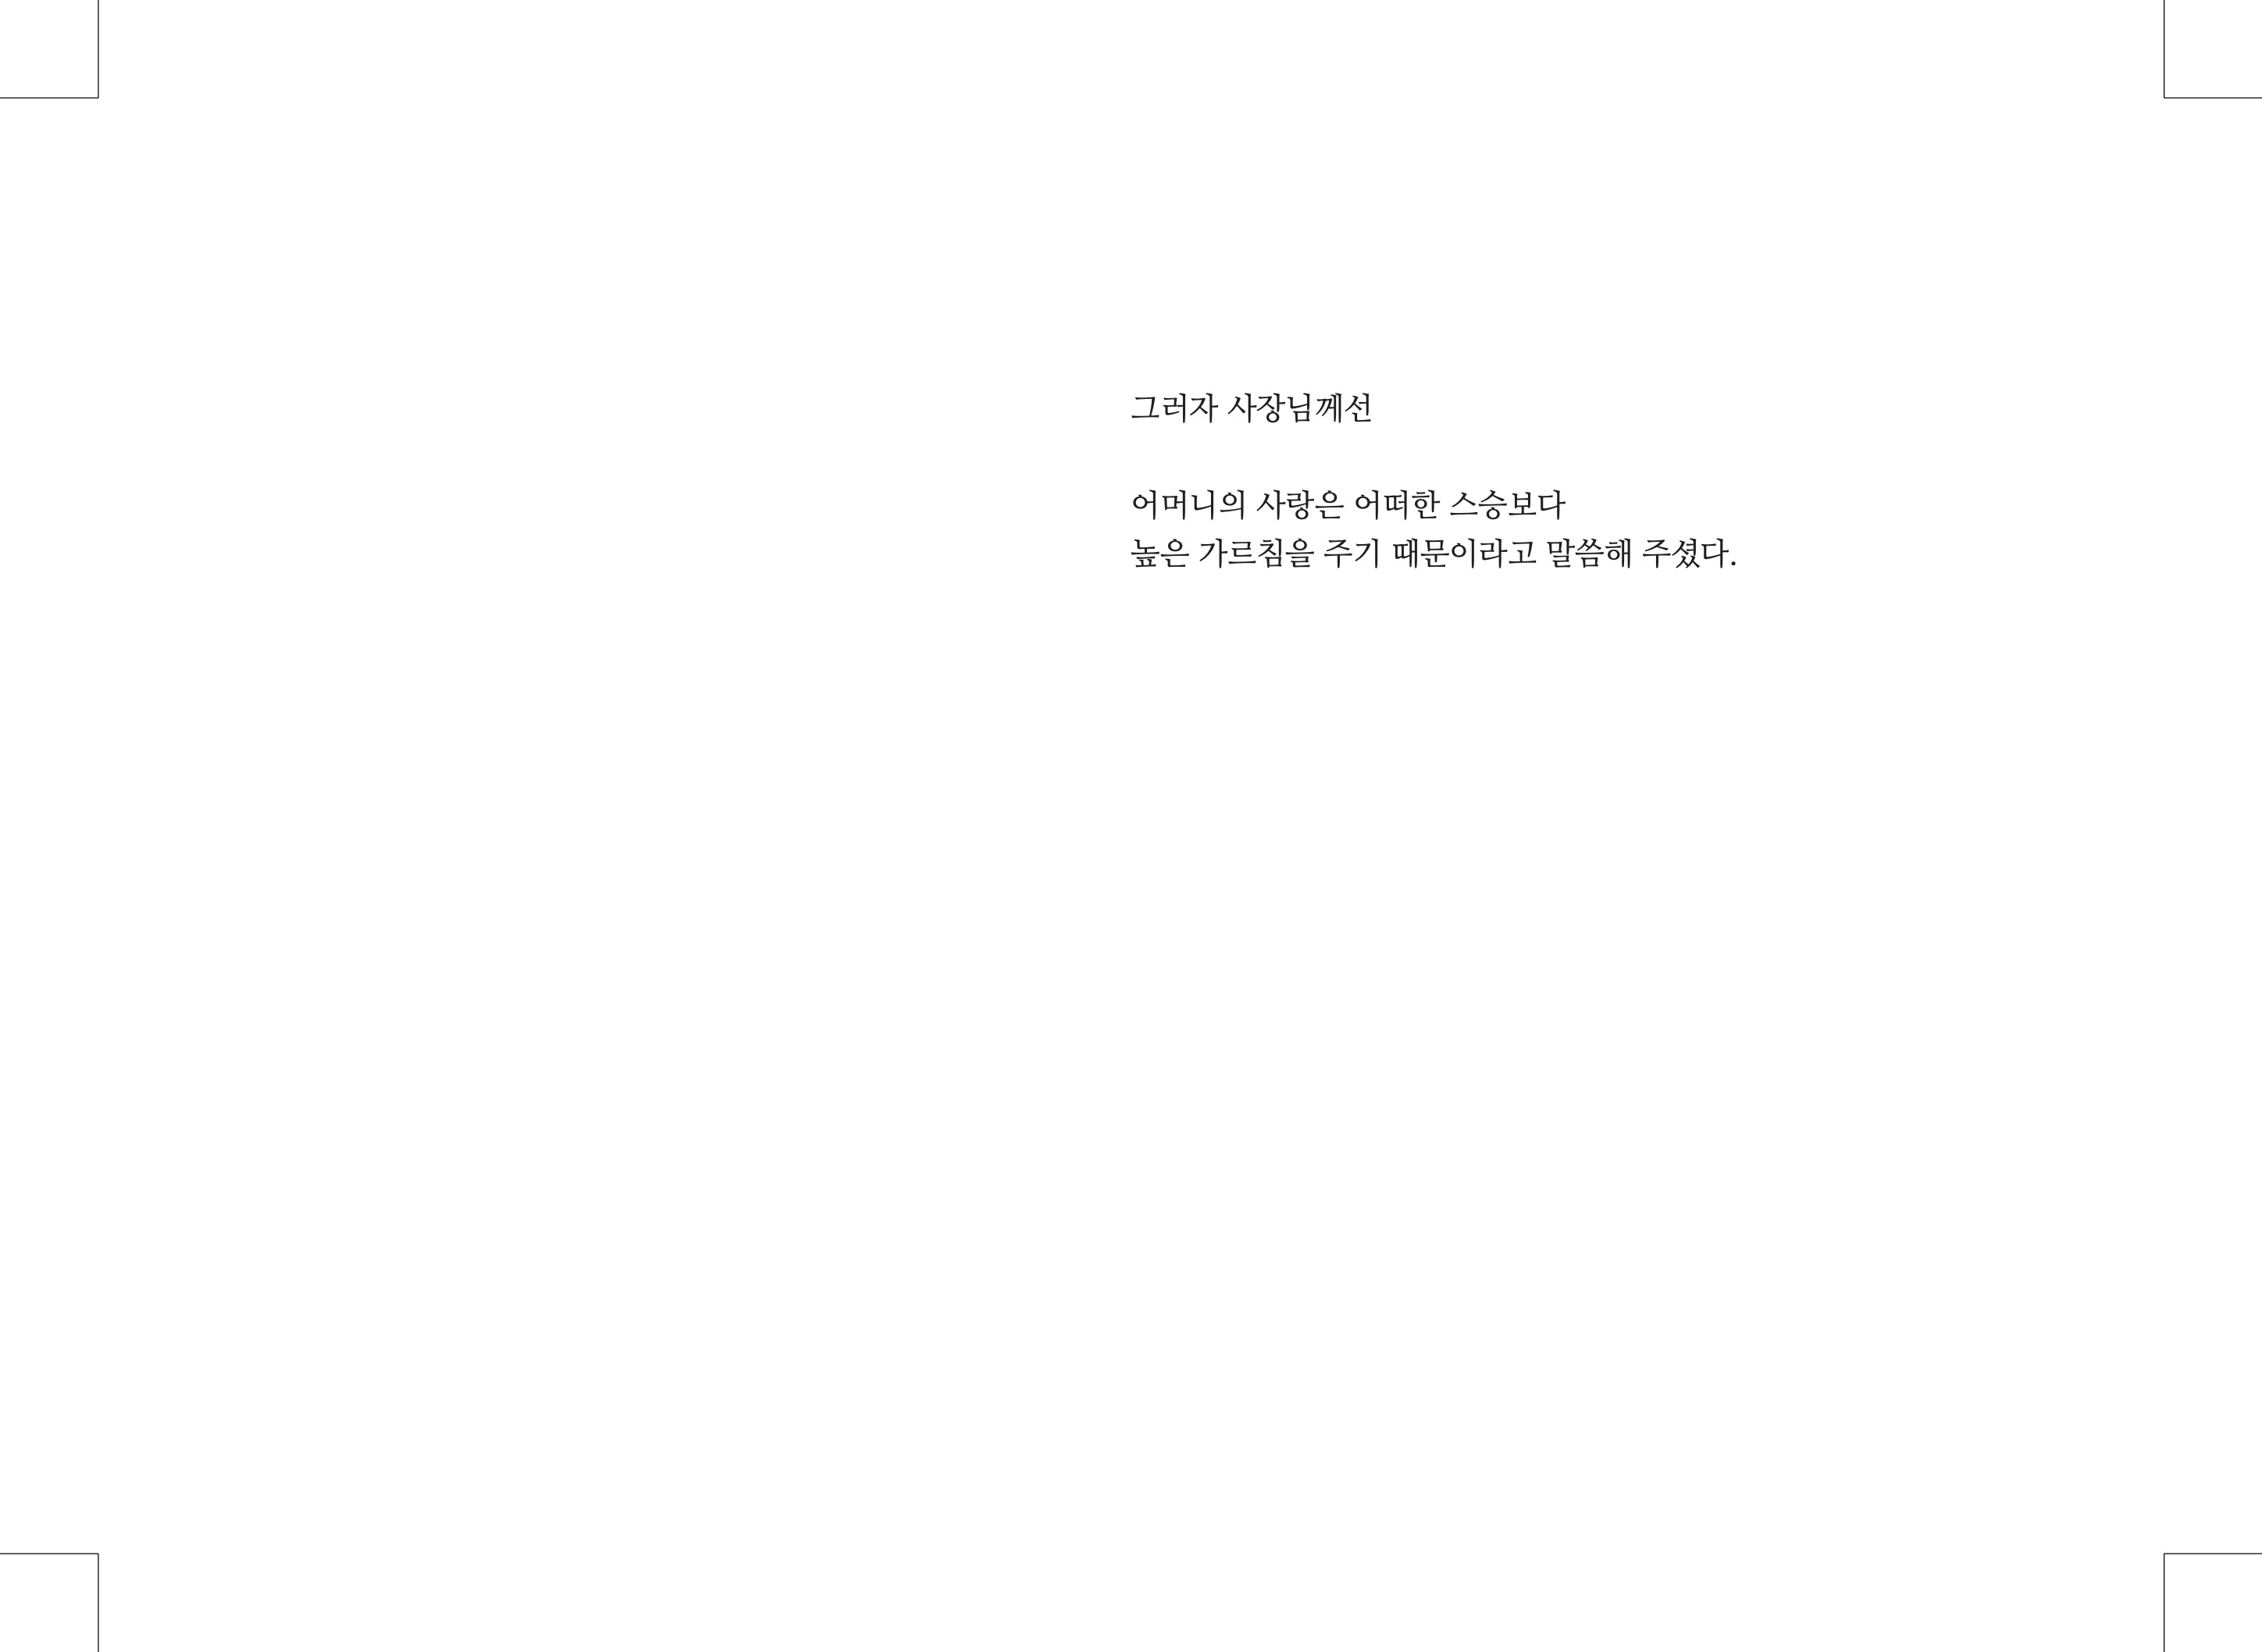 그러자 사장님께선
어머니의 사랑은 어떠한 스승보다
높은 가르침을 주기 때문이라고 말씀해 주셨다.